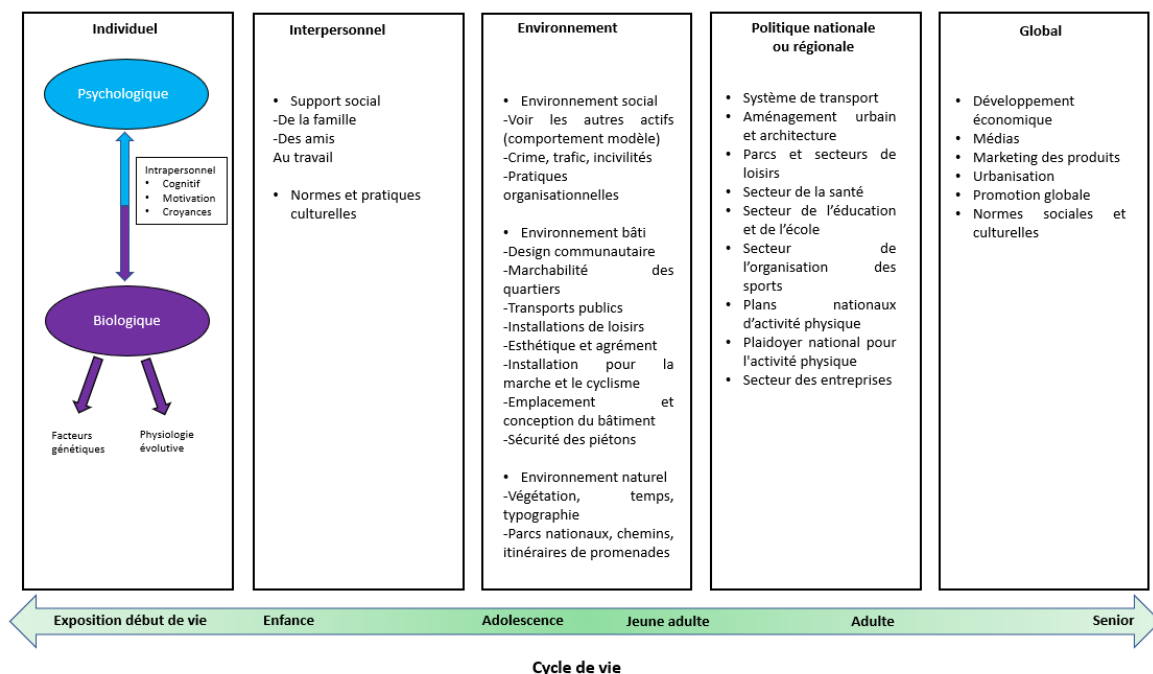 Individuel
Psychologique
Intrapersonnel
• Cognitif
• Motivation
• Croyances
Biologique
Facteurs
génétiques
Physiologie
évolutive
Interpersonnel
• Support social
-De la famille
-Des amis
Au travail
• Normes et pratiques
culturelles
Environnement
• Environnement social
-Voir les autres actifs
(comportement modèle)
-Crime, trafic, incivilités
-Pratiques
organisationnelles
• Environnement bâti
-Design communautaire
-Marchabilité des
quartiers
-Transports publics
-Installations de loisirs
-Esthétique et agrément
-Installation pour la
marche et le cyclisme
-Emplacement et
conception du bâtiment
-Sécurité des piétons
• Environnement naturel
-Végétation, temps,
typographie
-Parcs nationaux, chemins,
itinéraires de promenades
Politique nationale
ou régionale
• Système de transport
• Aménagement urbain
et architecture
• Parcs et secteurs de
loisirs
• Secteur de la santé
• Secteur de l'éducation
et de l'école
• Secteur de
l'organisation des
sports
• Plans nationaux
d'activité physique
• Plaidoyer national pour
l'activité physique
• Secteur des entreprises
Global
• Développement
économique
• Médias
• Marketing des produits
• Urbanisation
• Promotion globale
• Normes sociales et
culturelles
Exposition début de vie
Enfance
Adolescence
Jeune adulte
Adulte
Senior
Cycle de vie